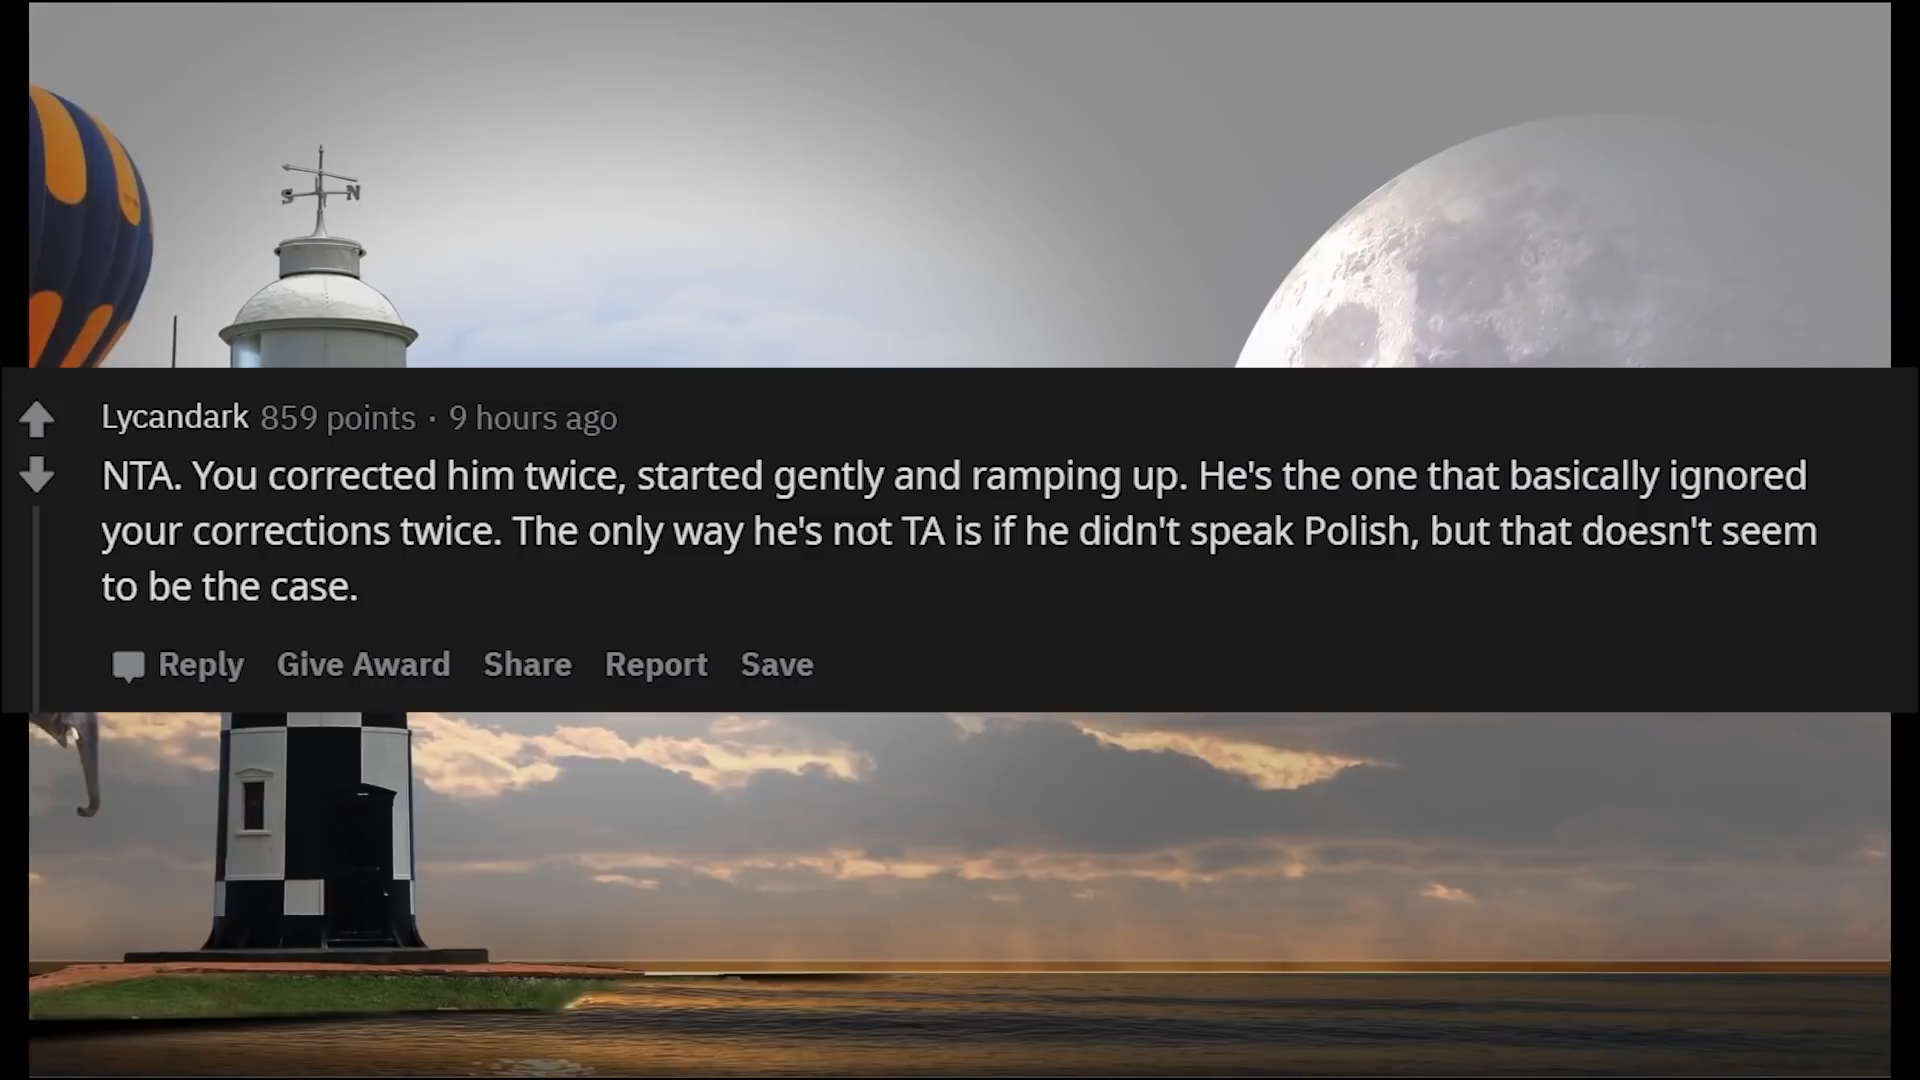 S N
Lycandark 859 points · 9 hours ago
NTA. You corrected him twice, started gently and ramping up. He's the one that basically ignored
your corrections twice. The only way he's not TA is if he didn't speak Polish, but that doesn't seem
to be the case.
Reply Give Award Share Report Save